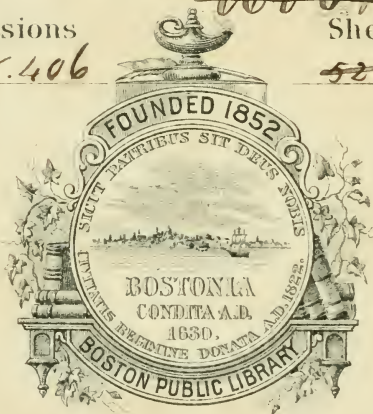 sions
She
.406
52
FOUNDED 1852
SICUT PATRIBUS SIT DEUS NOBIS
BOSTONIA
CONDITA A.D.
1630.
CIVITATIS REGIMINE DONATA A.D. 1822.
BOSTON PUBLIC LIBRARY